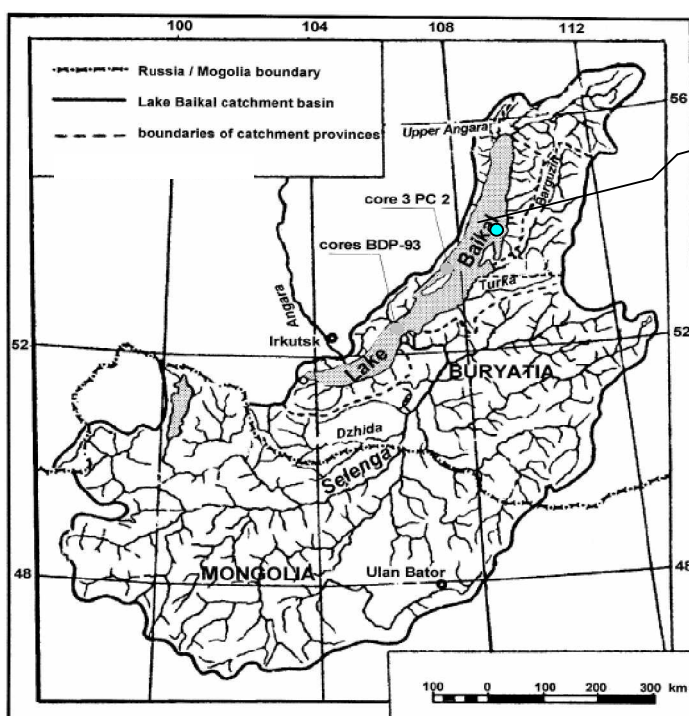 100 104 108 112
Russia / Mogolia boundary
Lake Baikal catchment basin
boundaries of catchment provinces
56
Upper Angara
Barguzin
core 3 PC 2
cores BDP-93
Baikal
Turka
Angara
Irkutsk
52
52
Lake
BURYATIA
Dzhida
Selenga
48
MONGOLIA
Ulan Bator
48
100 0 100 200 300 km